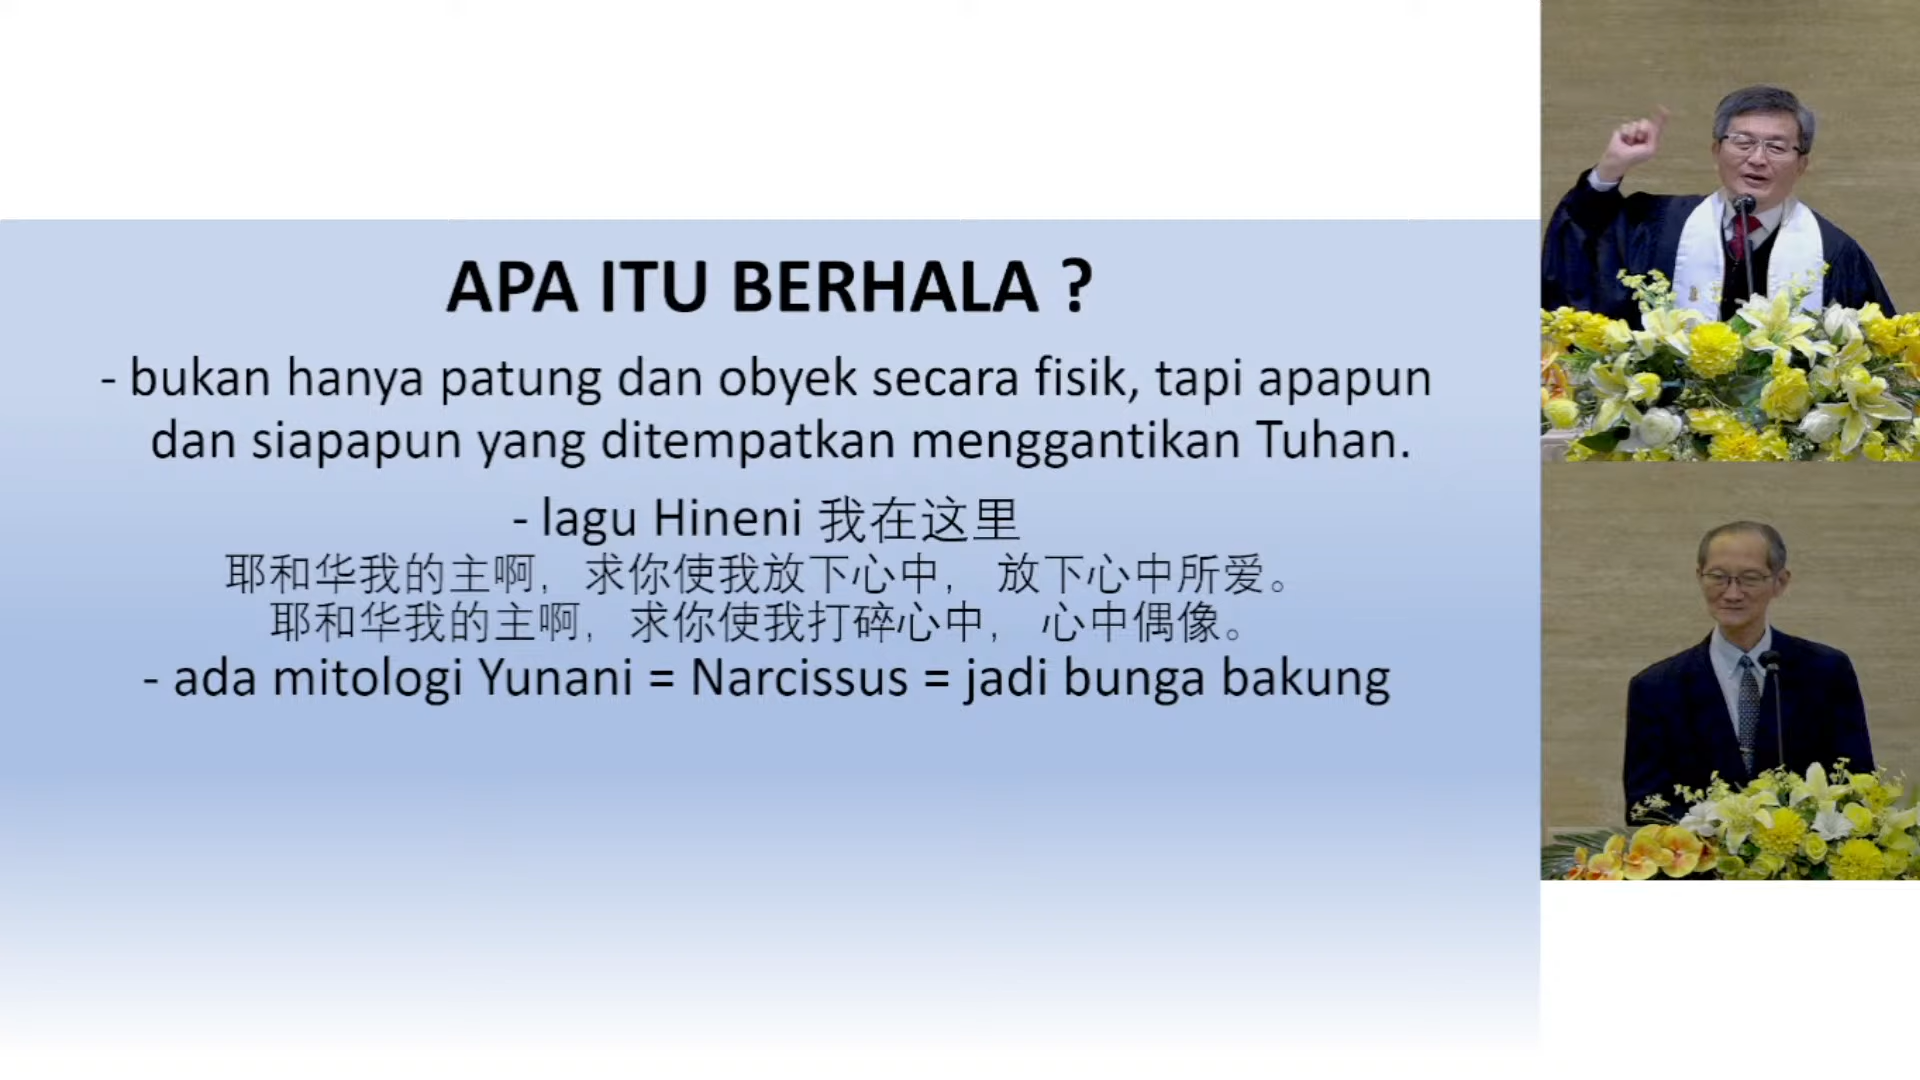 APA ITU BERHALA ?
- bukan hanya patung dan obyek secara fisik, tapi apapun
dan siapapun yang ditempatkan menggantikan Tuhan.
- lagu Hineni 我在这里
耶和华我的主啊，求你使我放下心中， 放下心中所爱。
耶和华我的主啊，求你使我打碎心中， 心中偶像。
- ada mitologi Yunani = Narcissus = jadi bunga bakung